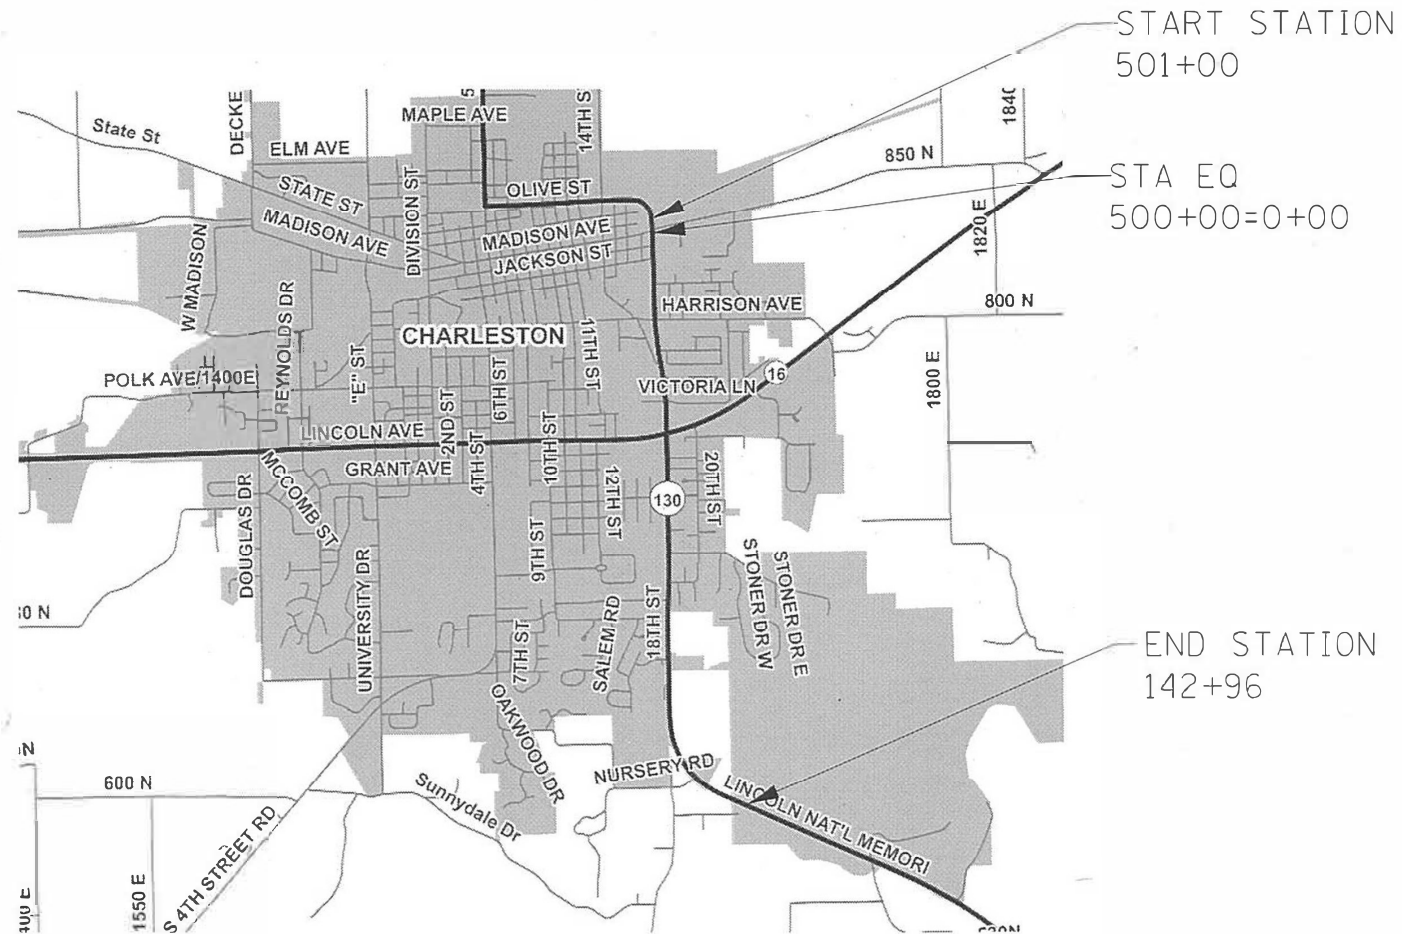 START STATION
501+00
STA EQ
500+00=0+00
END STATION
142+96
DECKE
5
MAPLE AVE
14TH S
State St
ELM AVE
850 N
STATE ST
DIVISION ST
OLIVE ST
MADISON AVE
MADISON AVE
JACKSON ST
W MADISON
1820 E
HARRISON AVE
800 N
REYNOLDS DR
CHARLESTON
11TH ST
"E" ST
POLK AVE/1400E
6TH ST
VICTORIA LN
16
1800 E
2ND ST
LINCOLN AVE
10TH ST
4TH ST
GRANT AVE
MCCOMB ST
DOUGLAS DR
12TH ST
130
20TH ST
9TH ST
UNIVERSITY DR
STONER DR W
STONER DR E
0 N
18TH ST
SALEM RD
7TH ST
OAKWOOD DR
NURSERY RD
LINCOLN NAT'L MEMORI
600 N
Sunnydale Dr
S 4TH STREET RD
1550 E